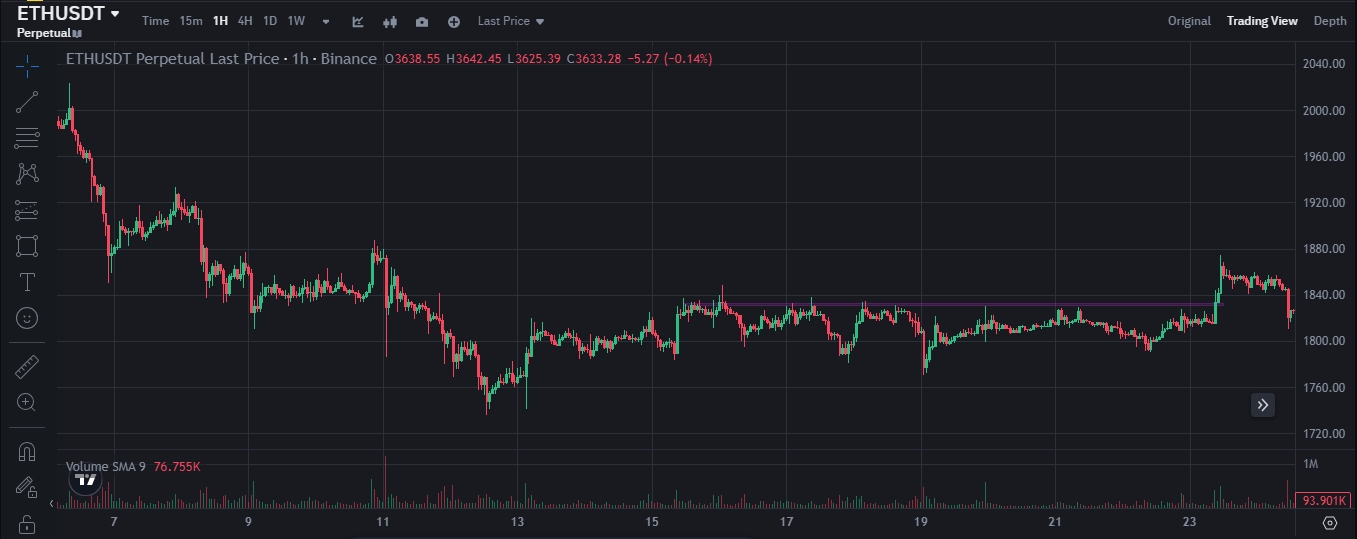 ETHUSDT
Perpetual
Time 15m 1H 4H 1D 1W Last Price Original Trading View Depth
ETHUSDT Perpetual Last Price · 1h · Binance O3638.55 H3642.45 L3625.39 C3633.28 −5.27 (−0.14%)
2040.00
2000.00
1960.00
1920.00
1880.00
1840.00
1800.00
1760.00
1720.00
Volume SMA 9 76.755K
1M
93.901K
7 9 11 13 15 17 19 21 23